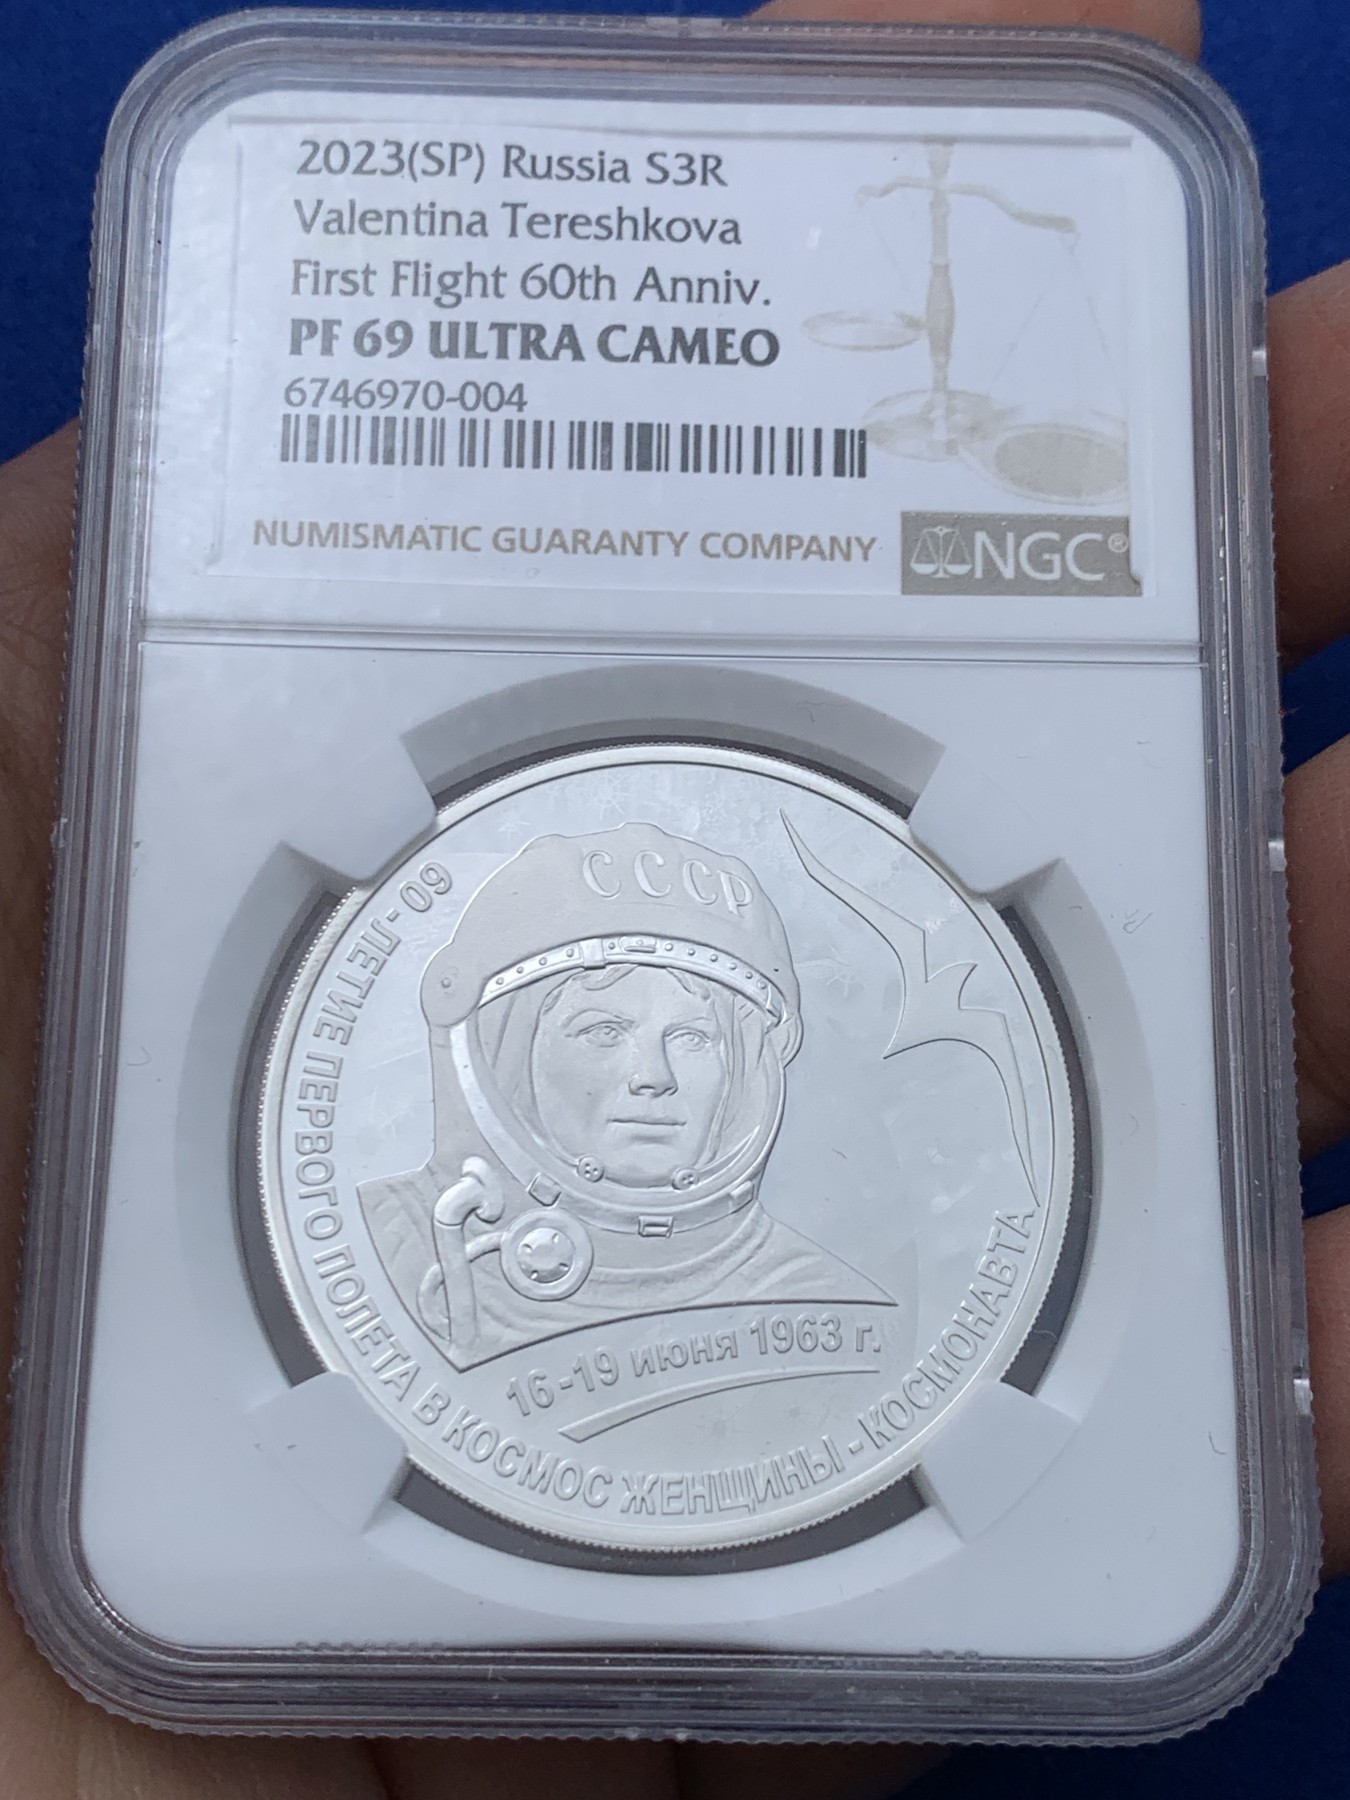 2023(SP) Russia S3R
Valentina Tereshkova
First Flight 60th Anniv.
PF 69 ULTRA CAMEO
6746970-004
NUMISMATIC GUARANTY COMPANY
NGC®
СССР
60-ЛЕТИЕ ПЕРВОГО ПОЛЕТА В КОСМОС ЖЕНЩИНЫ - КОСМОНАВТА
16-19 июня 1963 г.